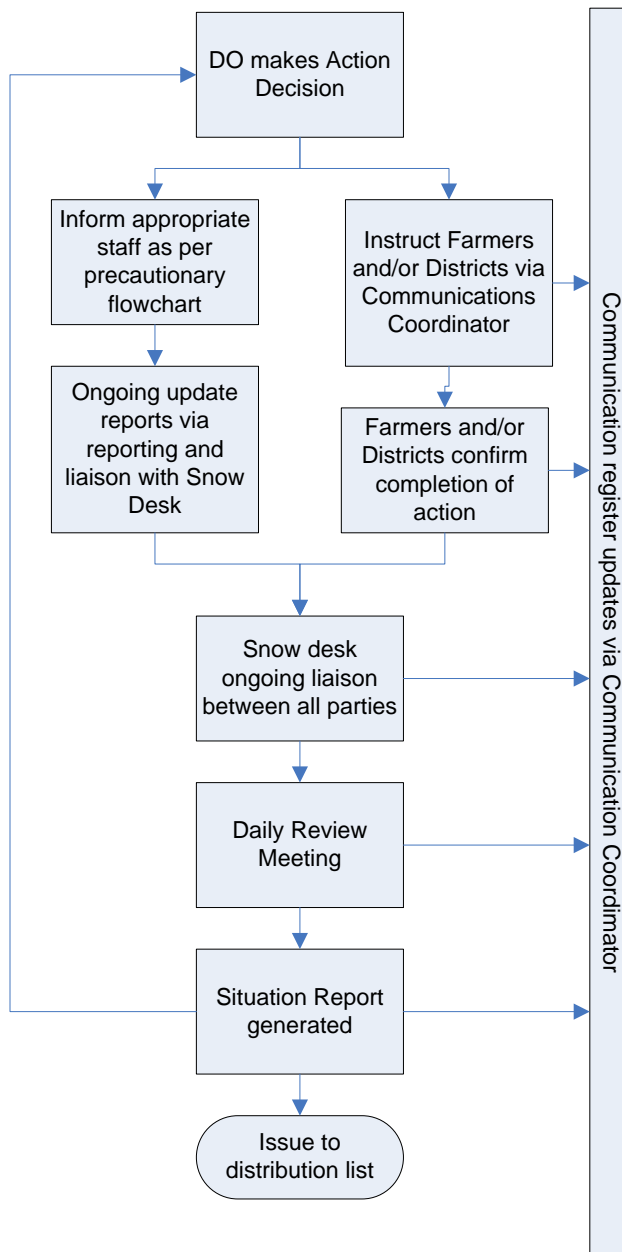 DO makes Action
Decision
Inform appropriate
staff as per
precautionary
flowchart
Instruct Farmers
and/or Districts via
Communications
Coordinator
Ongoing update
reports via
reporting and
liaison with Snow
Desk
Farmers and/or
Districts confirm
completion of
action
Snow desk
ongoing liaison
between all parties
Daily Review
Meeting
Situation Report
generated
Issue to
distribution list
Communication register updates via Communication Coordimator